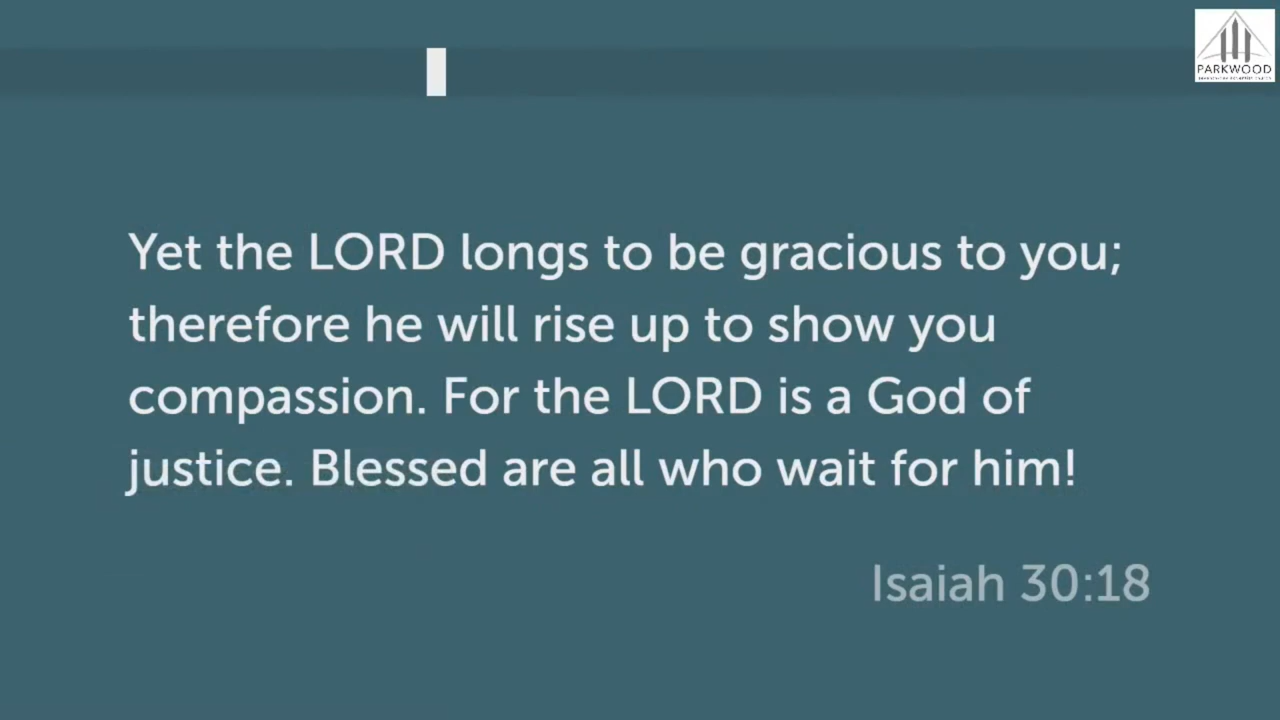 PARKWOOD
Yet the LORD longs to be gracious to you;
therefore he will rise up to show you
compassion. For the LORD is a God of
justice. Blessed are all who wait for him!
Isaiah 30:18